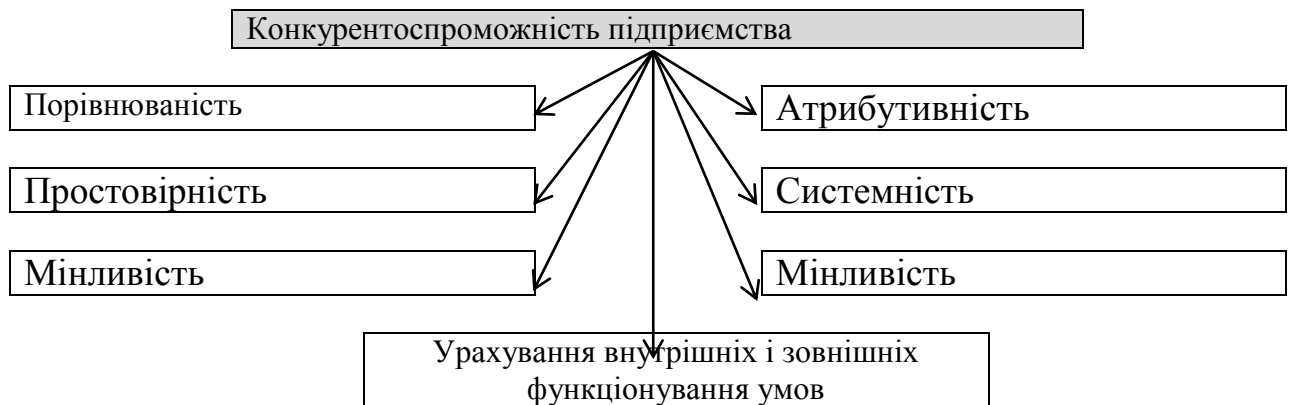 Конкурентоспроможність підприємства
Порівнюваність
Атрибутивність
Простовірність
Системність
Мінливість
Мінливість
Урахування внутрішніх і зовнішніх
функціонування умов